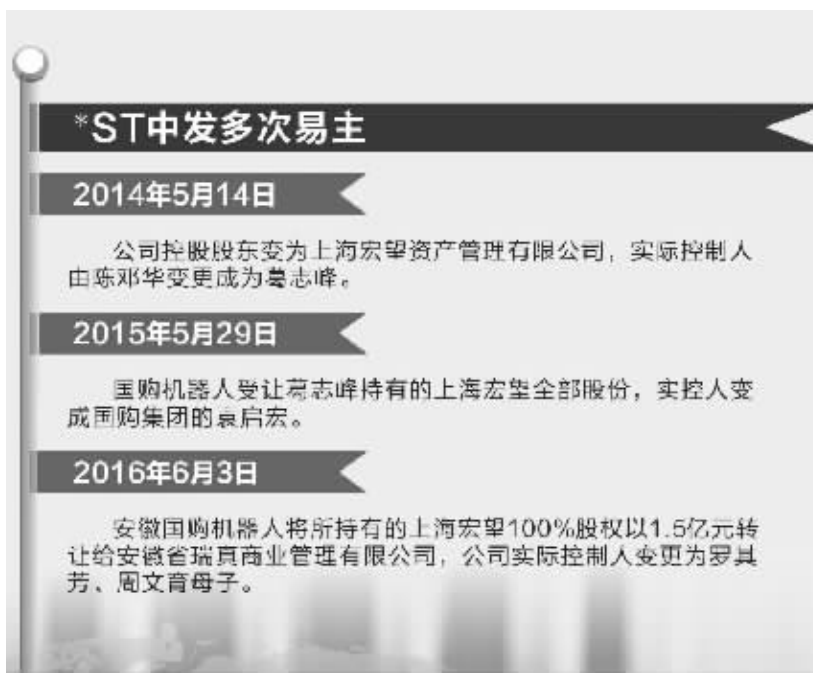 *ST中发多次易主
2014年5月14日
公司控股股东变为上海宏望资产管理有限公司，实际控制人
由陈邓华变更成为葛志峰。
2015年5月29日
国购机器人受让葛志峰持有的上海宏望全部股份，实控人变
成国购集团的袁启宏。
2016年6月3日
安徽国购机器人将所持有的上海宏望100%股权以1.5亿元转
让给安徽省瑞真商业管理有限公司，公司实际控制人变更为罗其
芳、周文育母子。